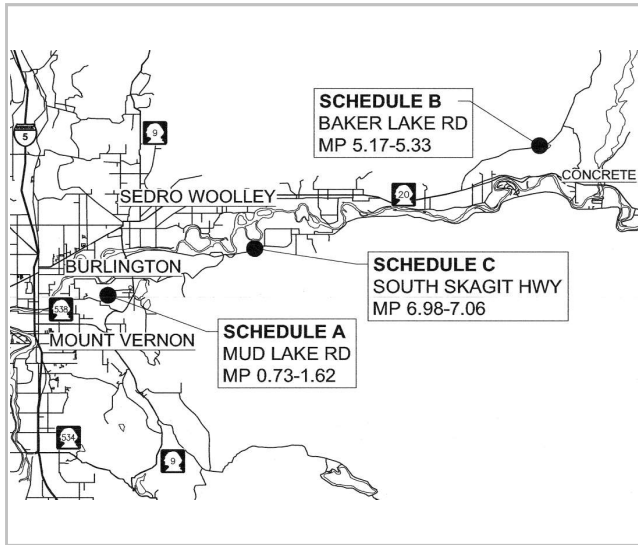 SCHEDULE B
BAKER LAKE RD
MP 5.17-5.33
5
9
CONCRETE
SEDRO WOOLLEY
20
BURLINGTON
SCHEDULE C
SOUTH SKAGIT HWY
MP 6.98-7.06
538
MOUNT VERNON
SCHEDULE A
MUD LAKE RD
MP 0.73-1.62
534
9